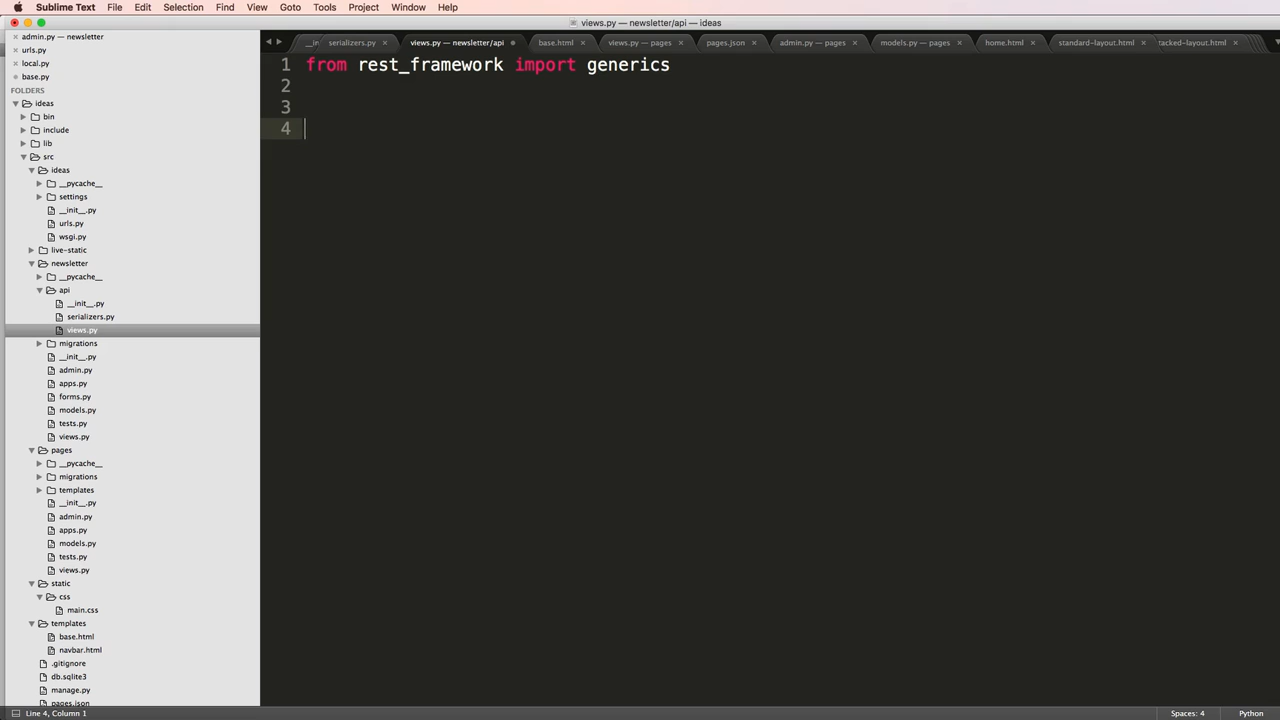 Sublime Text File Edit Selection Find View Goto Tools Project Window Help
views.py — newsletter/api — ideas
admin.py — newsletter
urls.py
local.py
base.py
FOLDERS
ideas
bin
include
lib
src
ideas
__pycache__
settings
__init__.py
urls.py
wsgi.py
live-static
newsletter
__pycache__
api
__init__.py
serializers.py
views.py
migrations
__init__.py
admin.py
apps.py
forms.py
models.py
tests.py
views.py
pages
__pycache__
migrations
templates
__init__.py
admin.py
apps.py
models.py
tests.py
views.py
static
css
main.css
templates
base.html
navbar.html
.gitignore
db.sqlite3
manage.py
pages.json
__in serializers.py views.py — newsletter/api base.html views.py — pages pages.json admin.py — pages models.py — pages home.html standard-layout.html tacked-layout.html
1 from rest_framework import generics
2
3
4
Line 4, Column 1 Spaces: 4 Python